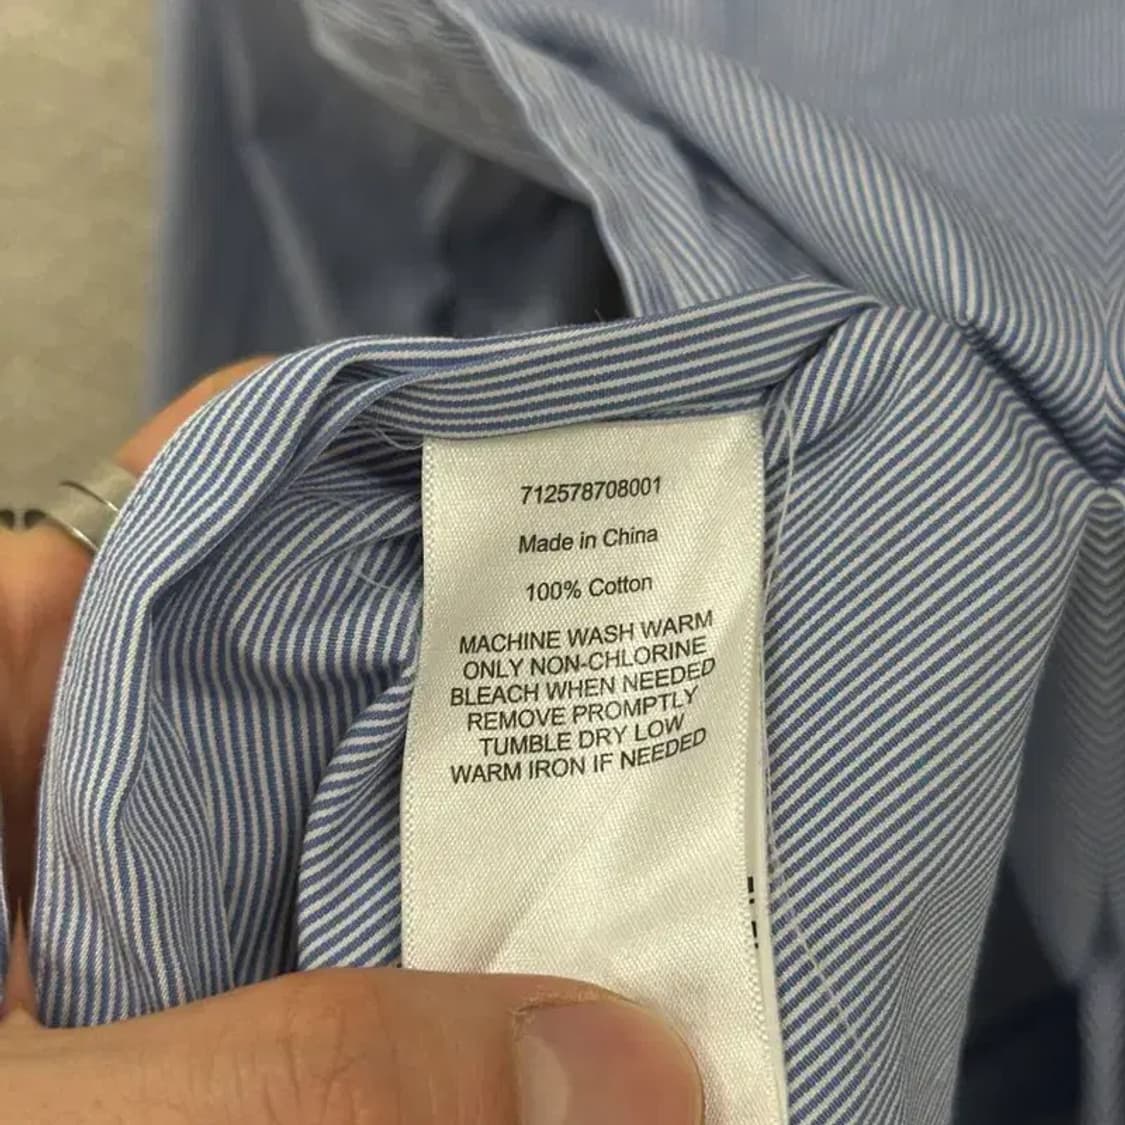 712578708001
Made in China
100% Cotton
MACHINE WASH WARM
ONLY NON-CHLORINE
BLEACH WHEN NEEDED
REMOVE PROMPTLY
TUMBLE DRY LOW
WARM IRON IF NEEDED